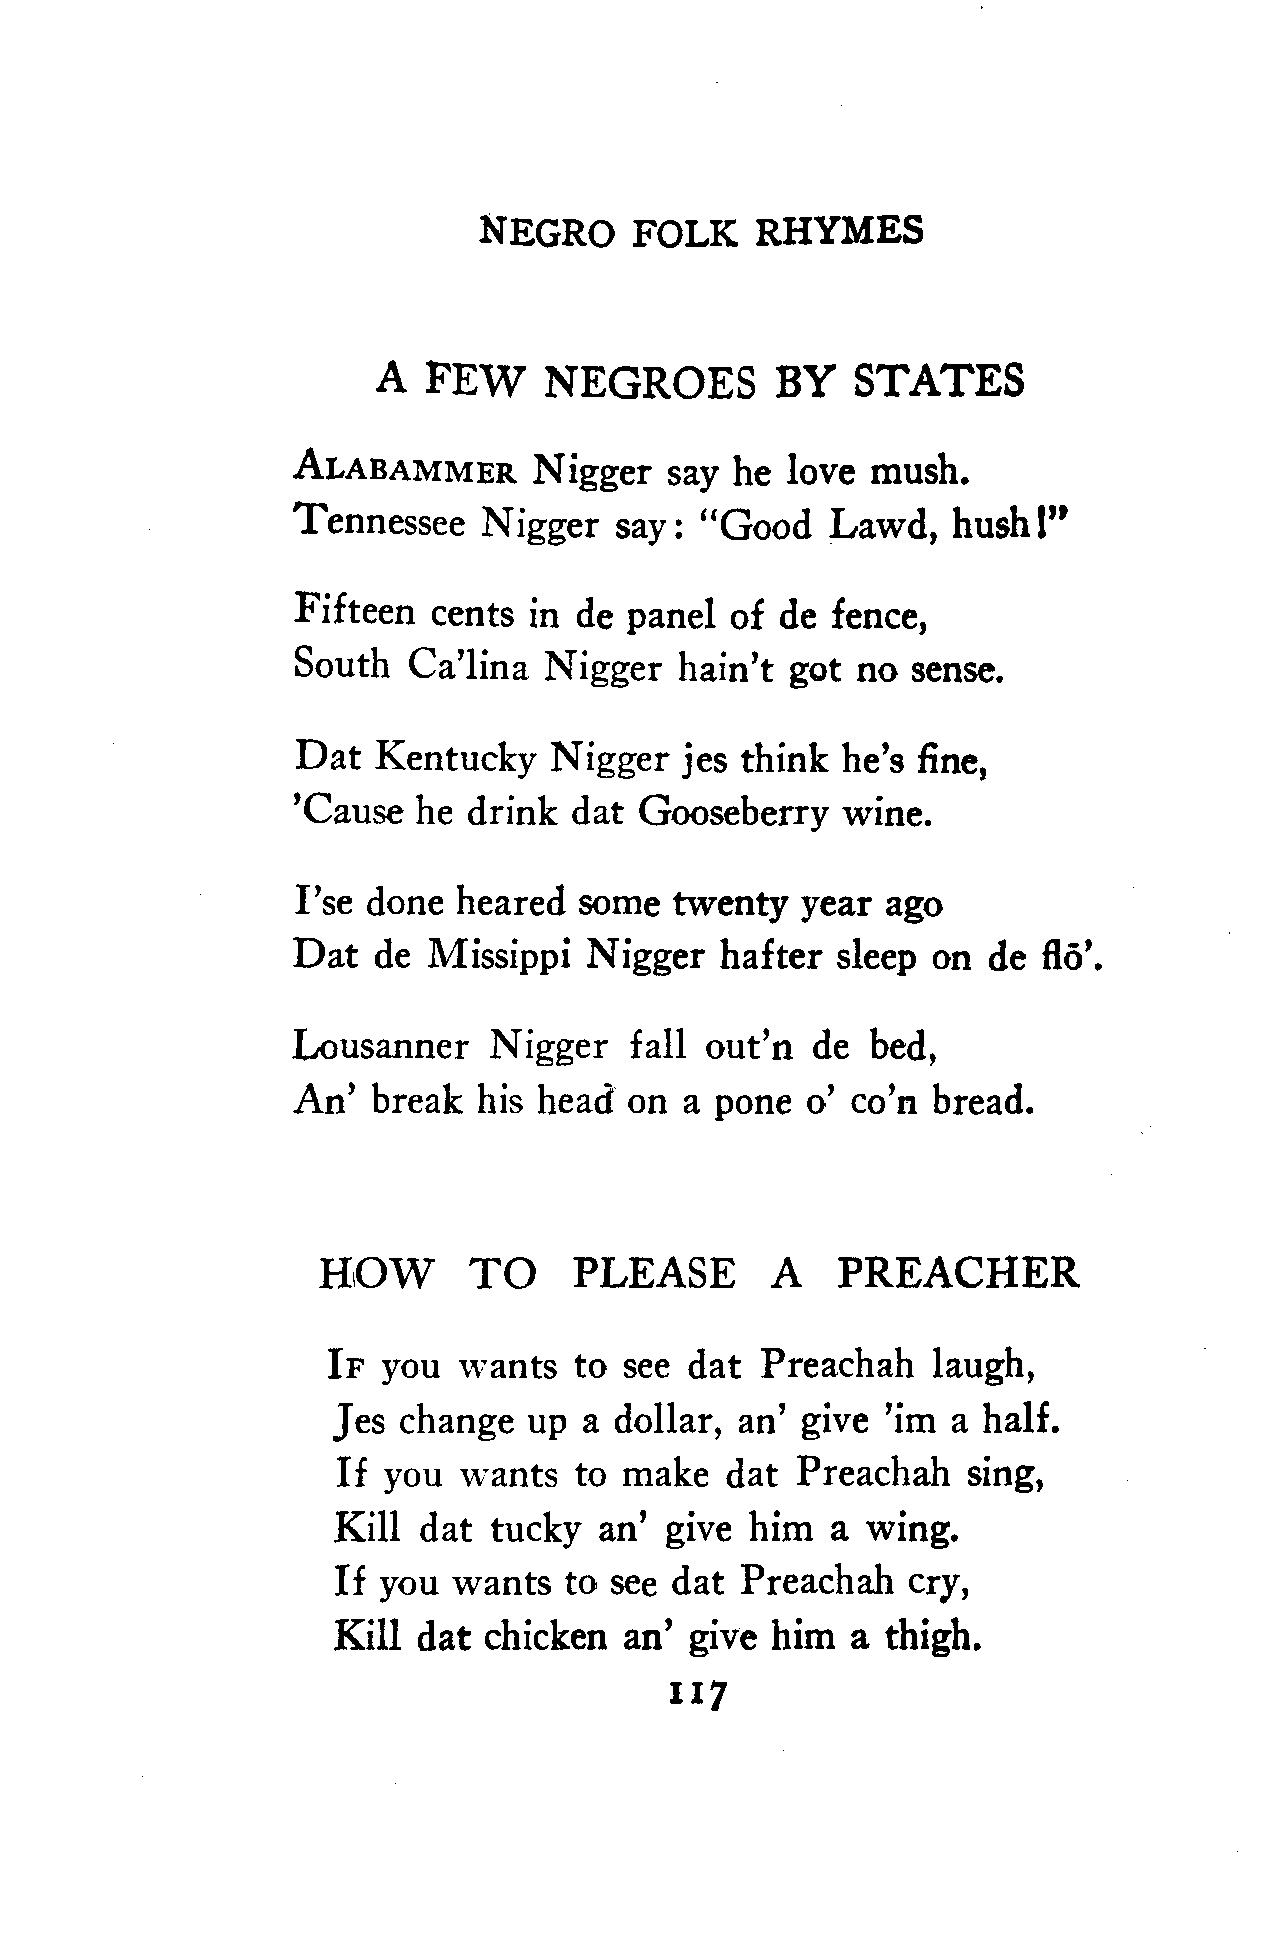 NEGRO FOLK RHYMES
A FEW NEGROES BY STATES
ALABAMMER Nigger say he love mush.
Tennessee Nigger say: "Good Lawd, hush!"
Fifteen cents in de panel of de fence,
South Ca'lina Nigger hain't got no sense.
Dat Kentucky Nigger jes think he's fine,
'Cause he drink dat Gooseberry wine.
I'se done heared some twenty year ago
Dat de Missippi Nigger hafter sleep on de flō'.
Lousanner Nigger fall out'n de bed,
An' break his head on a pone o' co'n bread.
HOW TO PLEASE A PREACHER
IF you wants to see dat Preachah laugh,
Jes change up a dollar, an' give 'im a half.
If you wants to make dat Preachah sing,
Kill dat tucky an' give him a wing.
If you wants to see dat Preachah cry,
Kill dat chicken an' give him a thigh.
117